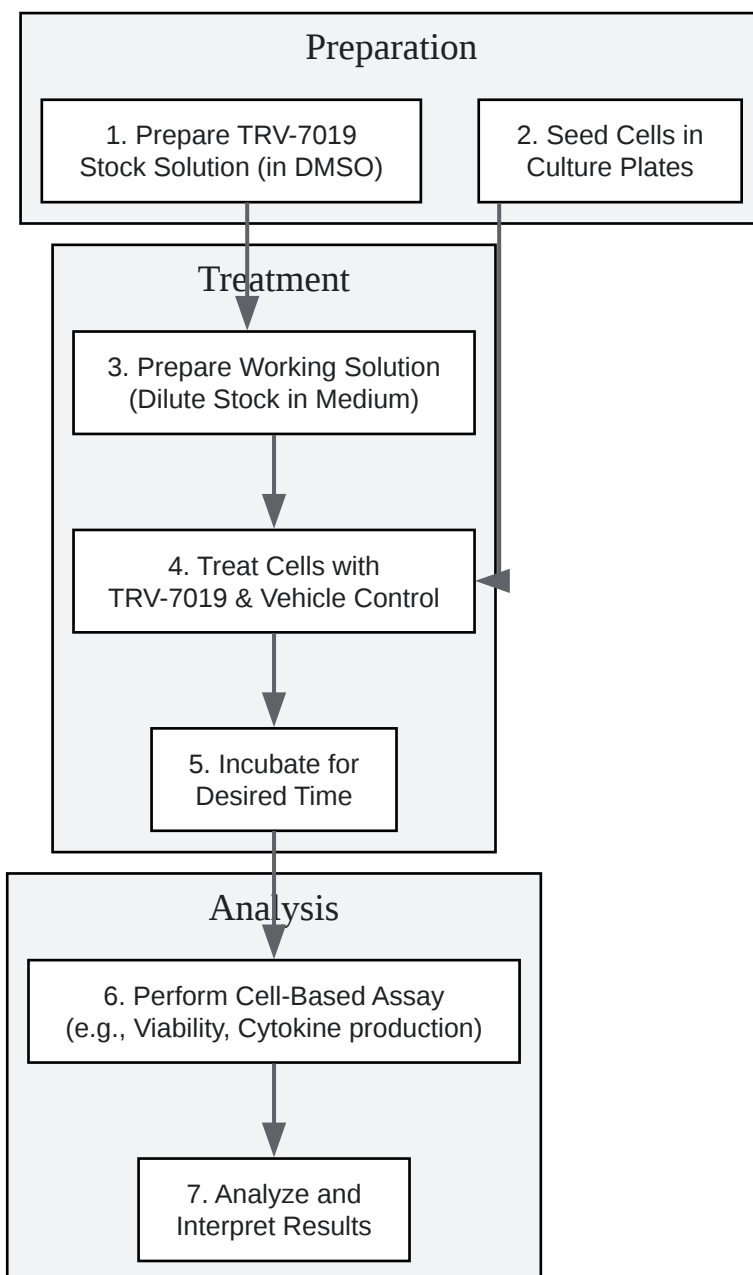 Preparation
1. Prepare TRV-7019
Stock Solution (in DMSO)
2. Seed Cells in
Culture Plates
Treatment
3. Prepare Working Solution
(Dilute Stock in Medium)
4. Treat Cells with
TRV-7019 & Vehicle Control
5. Incubate for
Desired Time
Analysis
6. Perform Cell-Based Assay
(e.g., Viability, Cytokine production)
7. Analyze and
Interpret Results